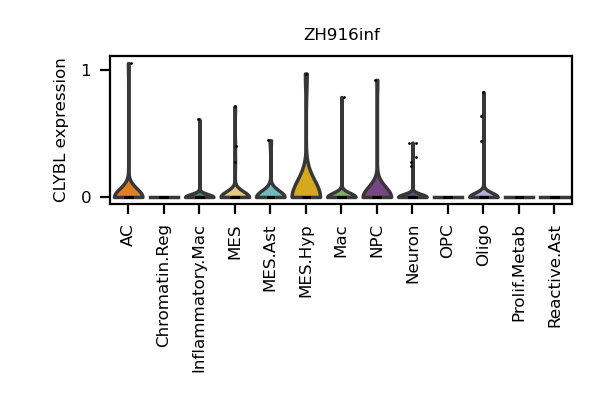 ZH916inf
CLYBL expression
1
0
AC
Chromatin.Reg
Inflammatory.Mac
MES
MES.Ast
MES.Hyp
Mac
NPC
Neuron
OPC
Oligo
Prolif.Metab
Reactive.Ast